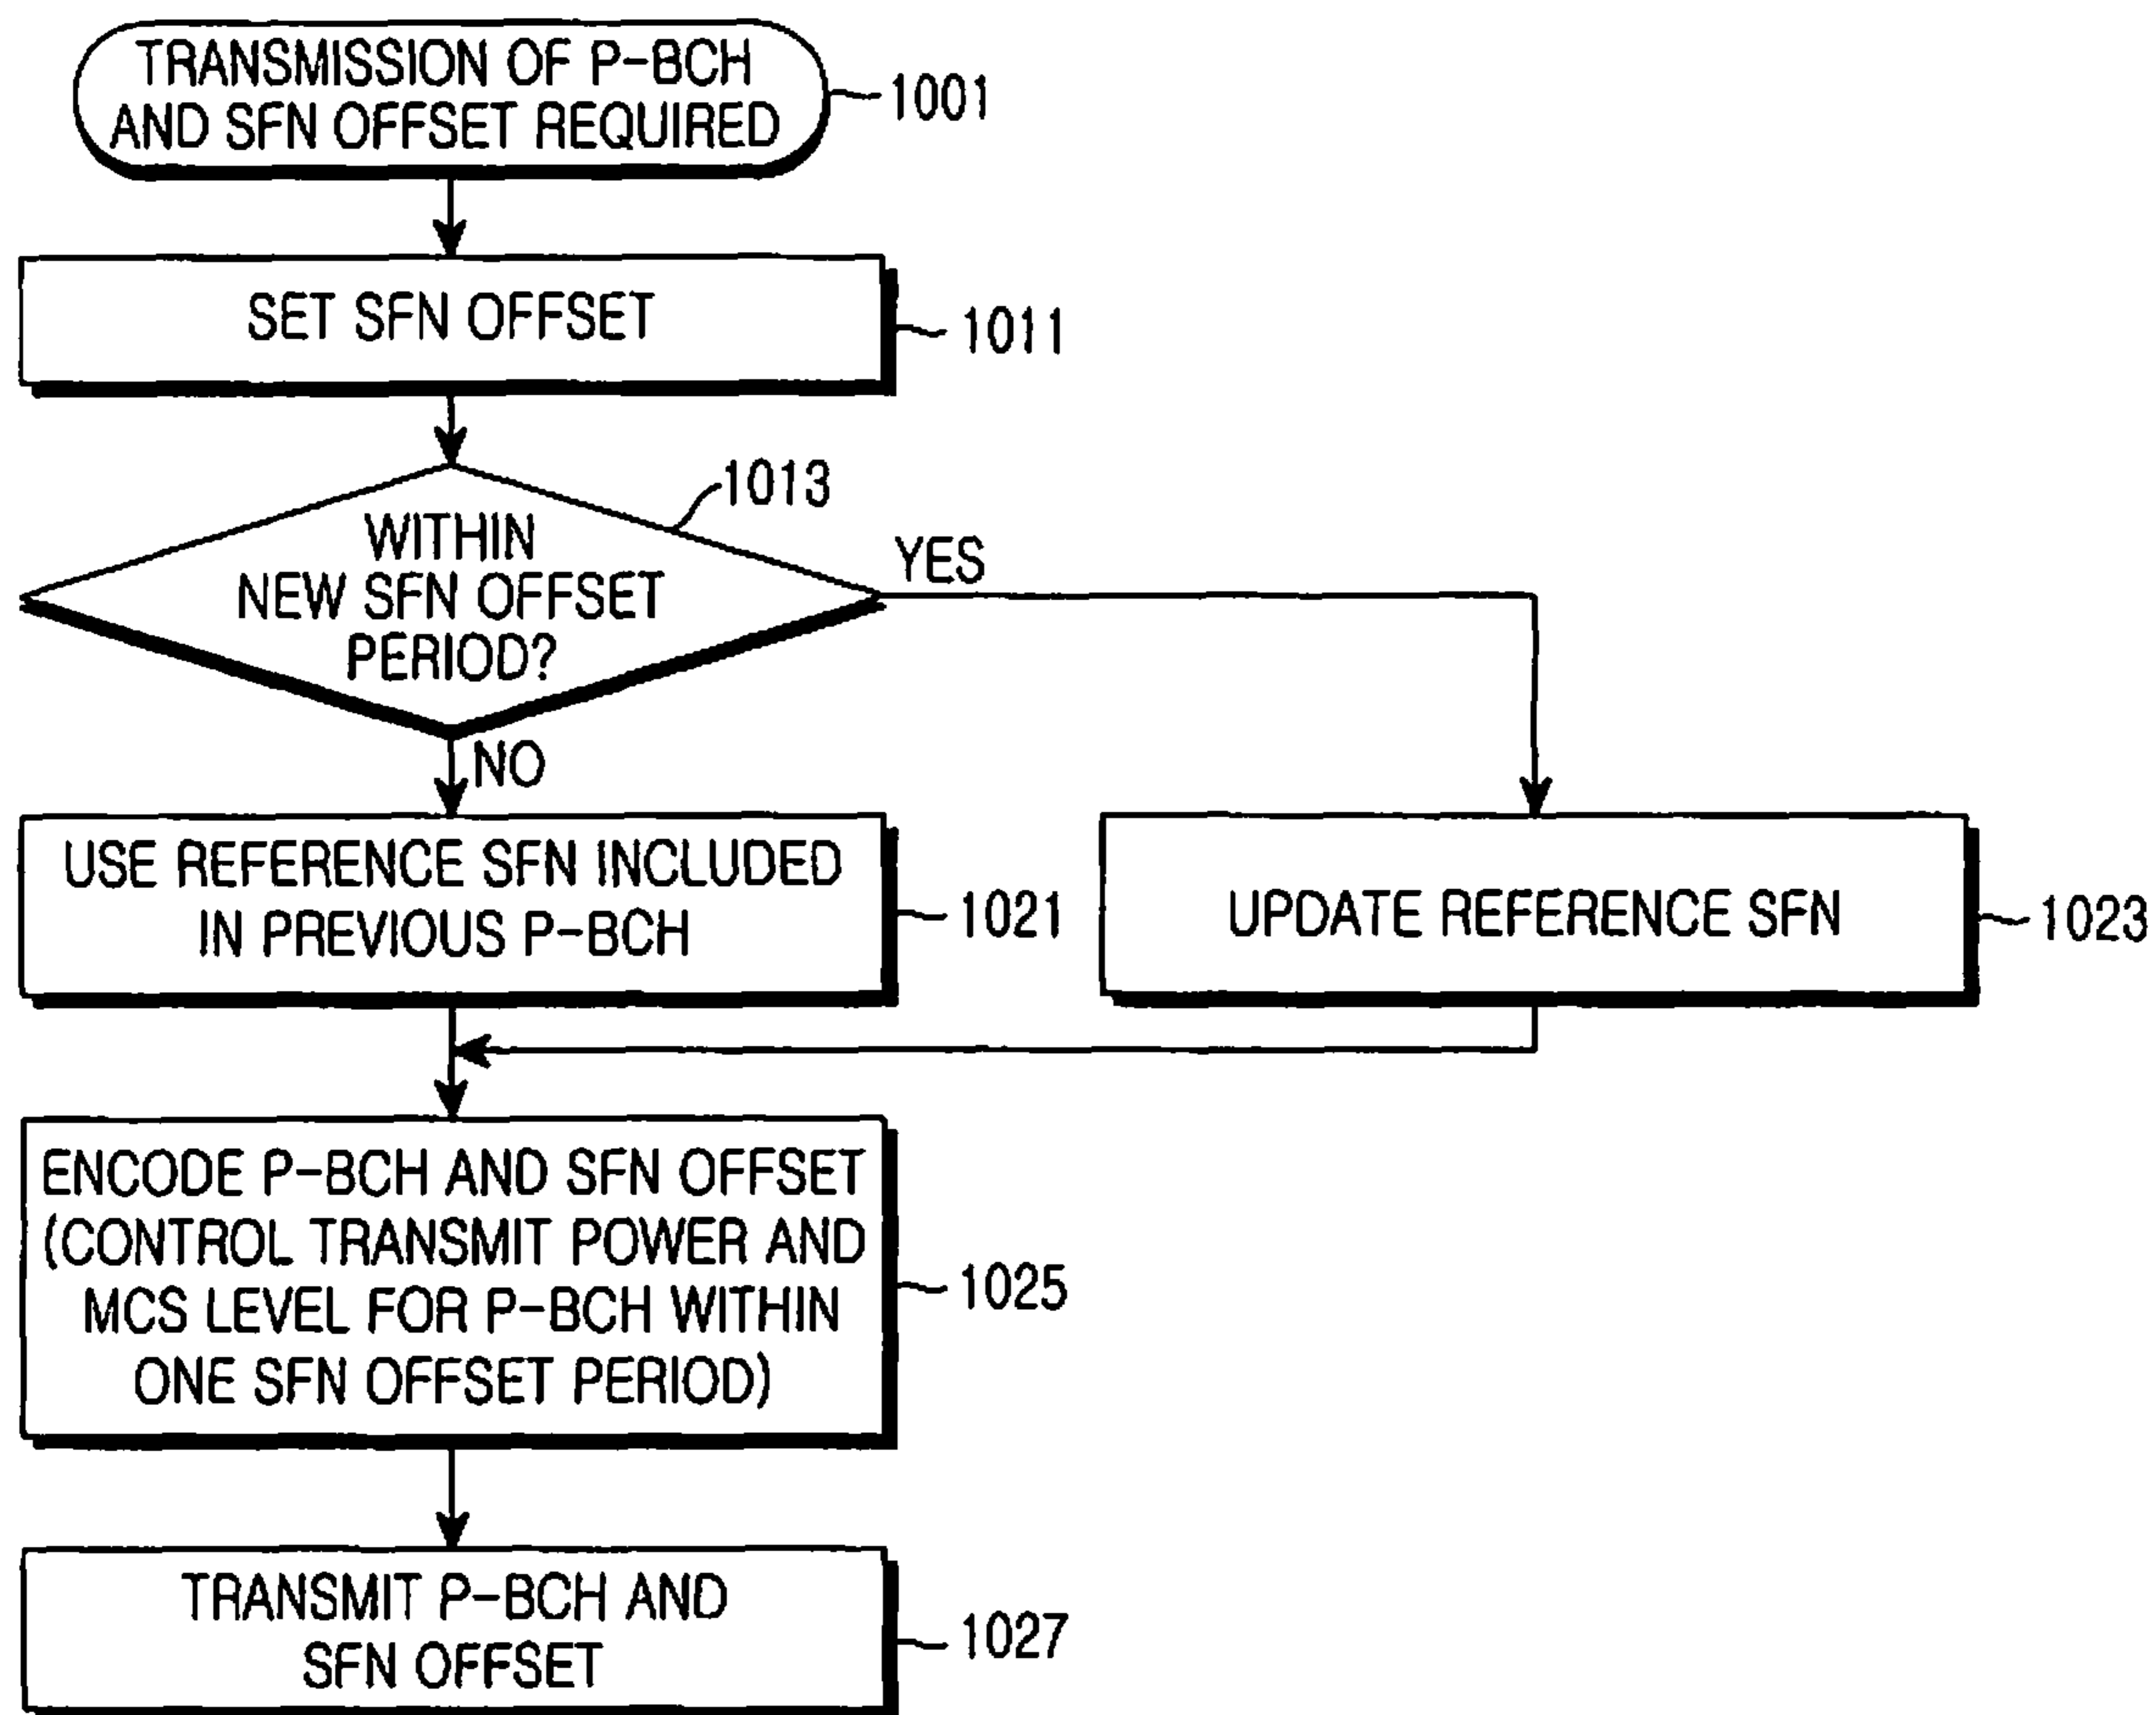 TRANSMISSION OF P-BCH
AND SFN OFFSET REQUIRED
1001
SET SFN OFFSET
1011
1013
WITHIN
NEW SFN OFFSET
PERIOD?
YES
NO
USE REFERENCE SFN INCLUDED
IN PREVIOUS P-BCH
1021
UPDATE REFERENCE SFN
1023
ENCODE P-BCH AND SFN OFFSET
(CONTROL TRANSMIT POWER AND
MCS LEVEL FOR P-BCH WITHIN
ONE SFN OFFSET PERIOD)
1025
TRANSMIT P-BCH AND
SFN OFFSET
1027